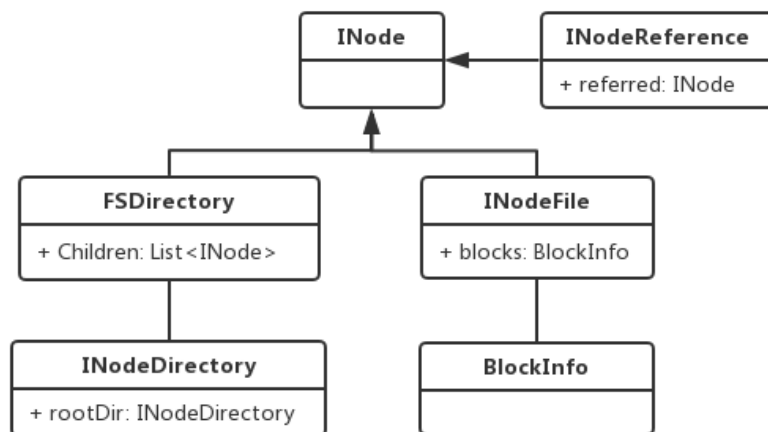 INode
INodeReference
+ referred: INode
FSDirectory
+ Children: List<INode>
INodeFile
+ blocks: BlockInfo
INodeDirectory
+ rootDir: INodeDirectory
BlockInfo